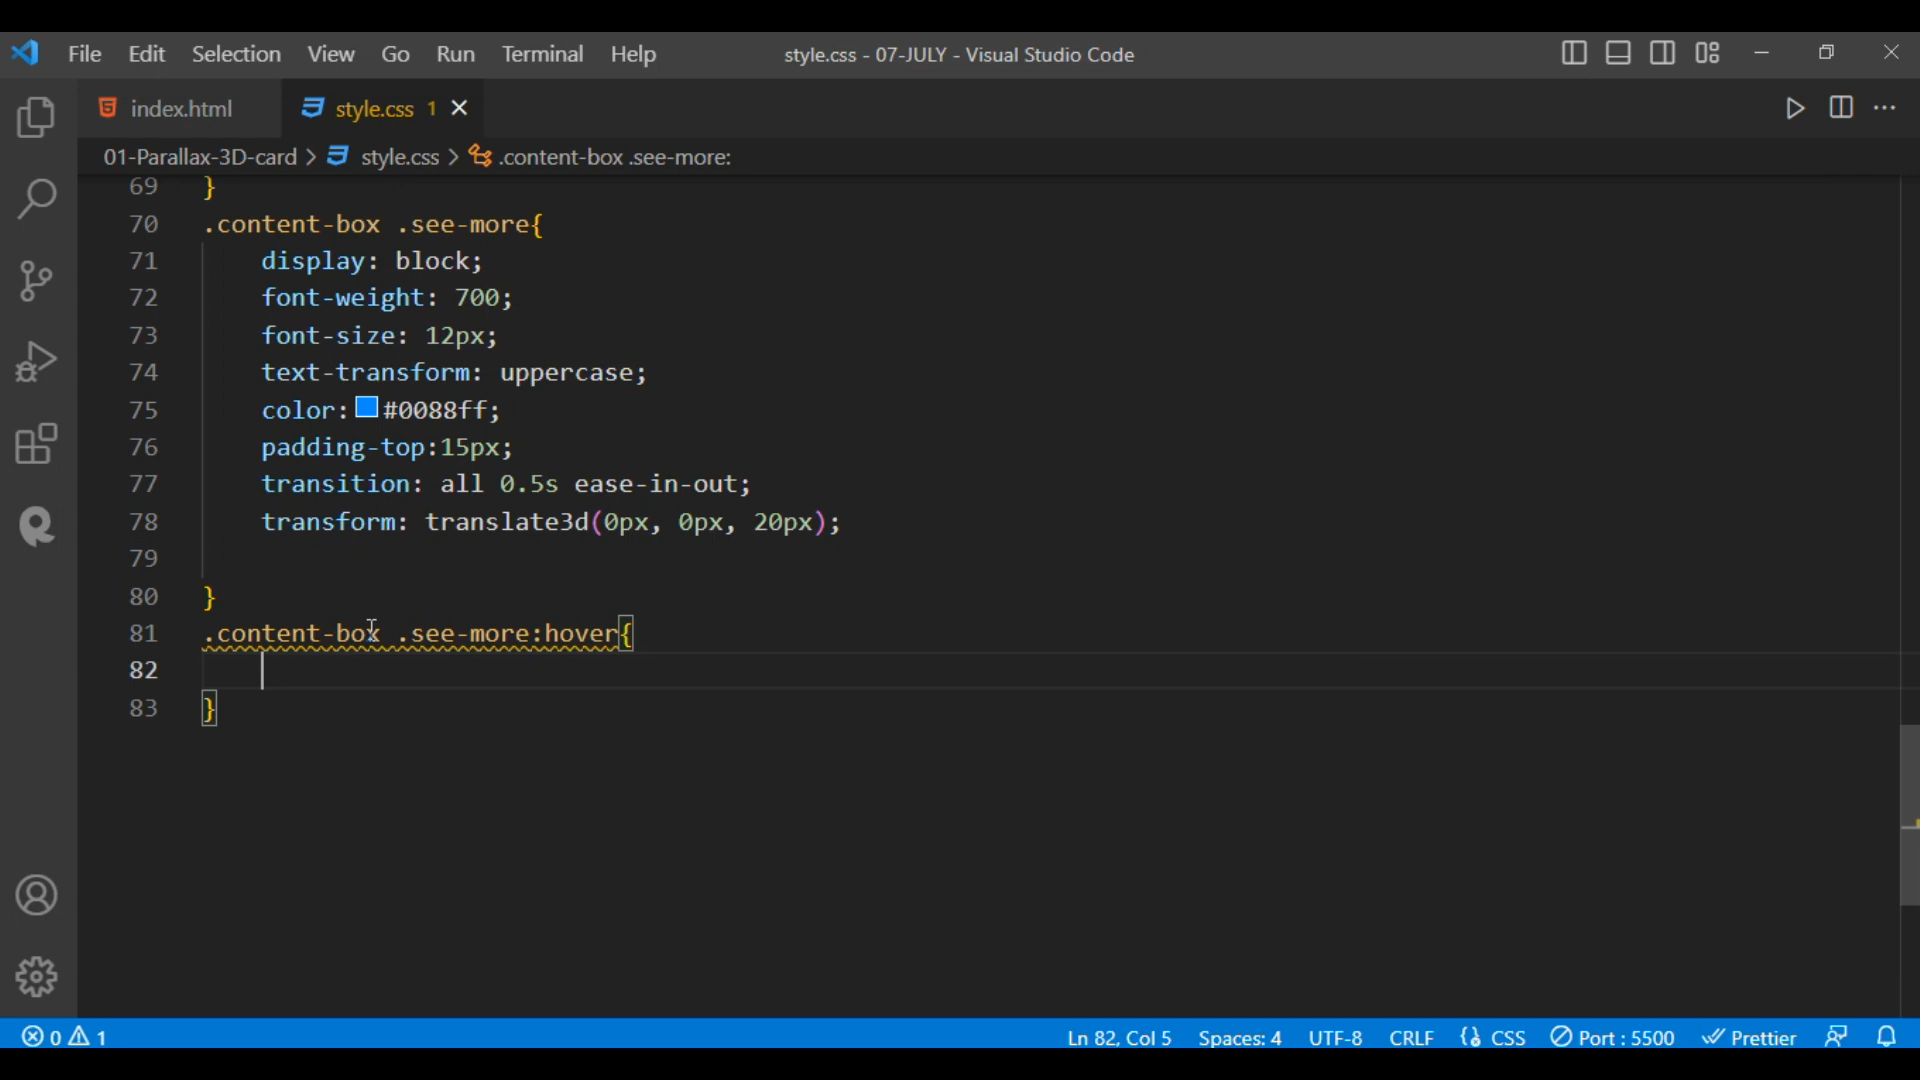 File Edit Selection View Go Run Terminal Help style.css - 07-JULY - Visual Studio Code
index.html style.css 1
01-Parallax-3D-card > style.css > .content-box .see-more:
69 }
70 .content-box .see-more{
71 display: block;
72 font-weight: 700;
73 font-size: 12px;
74 text-transform: uppercase;
75 color: #0088ff;
76 padding-top:15px;
77 transition: all 0.5s ease-in-out;
78 transform: translate3d(0px, 0px, 20px);
79
80 }
81 .content-box .see-more:hover{
82
83 }
0 1 Ln 82, Col 5 Spaces: 4 UTF-8 CRLF CSS Port : 5500 Prettier